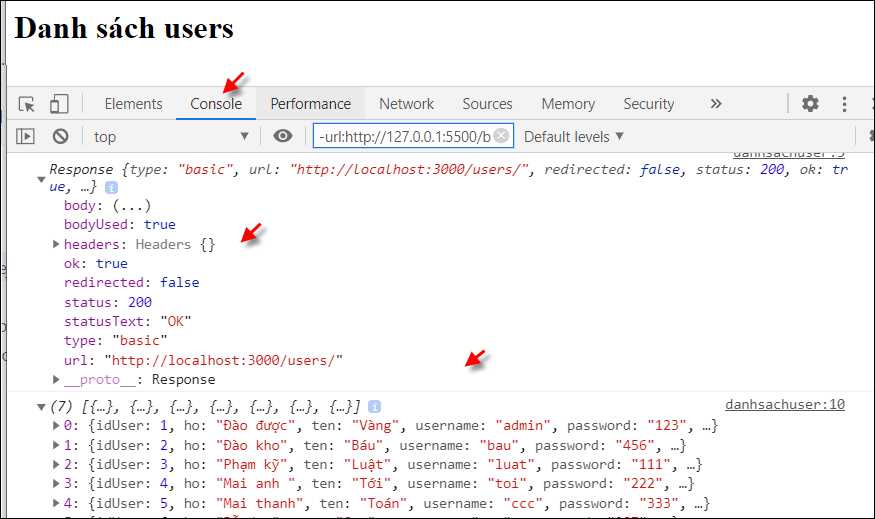 Danh sách users
Elements Console Performance Network Sources Memory Security »
top -url:http://127.0.0.1:5500/b Default levels
danhsachuser:5
Response {type: "basic", url: "http://localhost:3000/users/", redirected: false, status: 200, ok: tr
ue, …}
body: (...)
bodyUsed: true
headers: Headers {}
ok: true
redirected: false
status: 200
statusText: "OK"
type: "basic"
url: "http://localhost:3000/users/"
__proto__: Response
(7) [{…}, {…}, {…}, {…}, {…}, {…}, {…}] danhsachuser:10
0: {idUser: 1, ho: "Đào được", ten: "Vàng", username: "admin", password: "123", …}
1: {idUser: 2, ho: "Đào kho", ten: "Báu", username: "bau", password: "456", …}
2: {idUser: 3, ho: "Phạm kỹ", ten: "Luật", username: "luat", password: "111", …}
3: {idUser: 4, ho: "Mai anh ", ten: "Tới", username: "toi", password: "222", …}
4: {idUser: 5, ho: "Mai thanh", ten: "Toán", username: "ccc", password: "333", …}